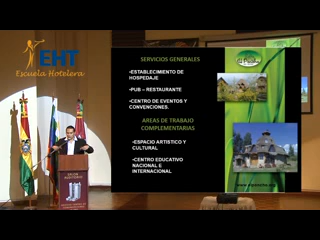 EHT
Escuela Hotelera
SERVICIOS GENERALES
•ESTABLECIMIENTO DE
HOSPEDAJE
•PUB – RESTAURANTE
•CENTRO DE EVENTOS Y
CONVENCIONES.
AREAS DE TRABAJO
COMPLEMENTARIAS
•ESPACIO ARTISTICO Y
CULTURAL
•CENTRO EDUCATIVO
NACIONAL E
INTERNACIONAL